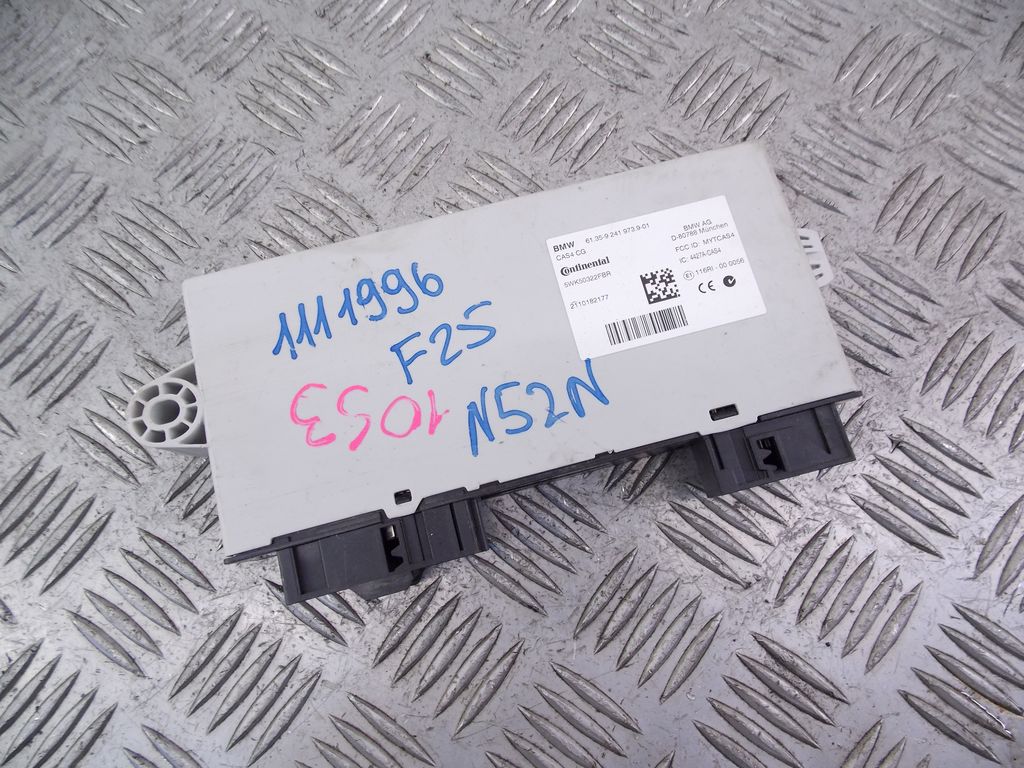 BMW 61.35-9 241 973.9-01
CAS4 CG
Continental
5WK50322FBR
2110182177
BMW AG
D-80788 München
FCC ID: MYTCAS4
IC: 4427A-CAS4
E1 116RI - 00 0056
CE
1111996
F25
1053
N52N